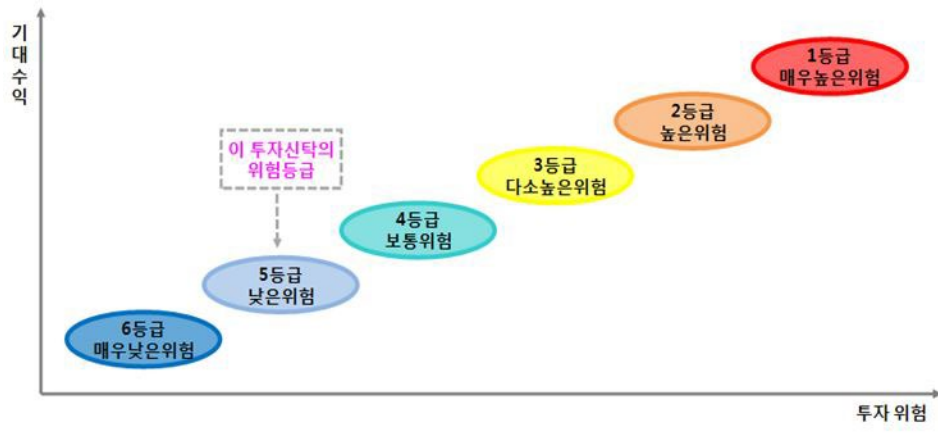 기
대
수
익
1등급
매우높은위험
2등급
높은위험
이 투자신탁의
위험등급
3등급
다소높은위험
4등급
보통위험
5등급
낮은위험
6등급
매우낮은위험
투자 위험